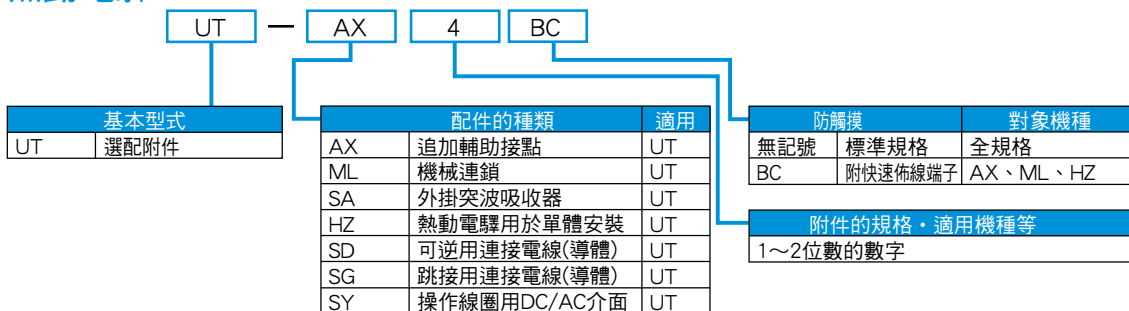 UT — AX 4 BC
基本型式
UT 選配附件
配件的種類 適用
AX 追加輔助接點 UT
ML 機械連鎖 UT
SA 外掛突波吸收器 UT
HZ 熱動電驛用於單體安裝 UT
SD 可逆用連接電線(導體) UT
SG 跳接用連接電線(導體) UT
SY 操作線圈用DC/AC介面 UT
防觸摸 對象機種
無記號 標準規格 全規格
BC 附快速佈線端子 AX、ML、HZ
附件的規格・適用機種等
1～2位數的數字